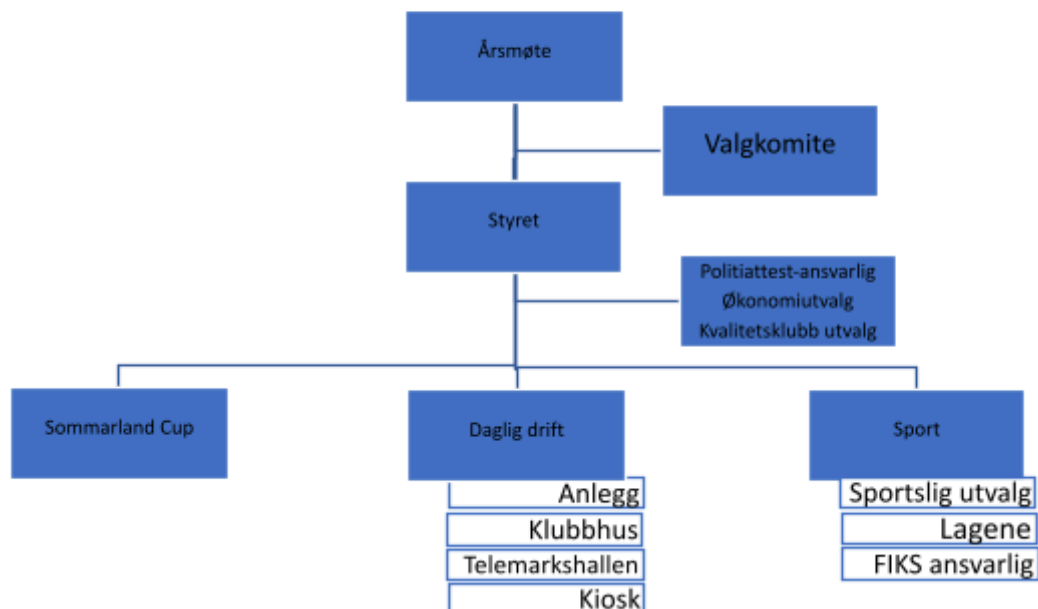 Årsmøte
Valgkomite
Styret
Politiattest-ansvarlig
Økonomiutvalg
Kvalitetsklubb utvalg
Sommarland Cup
Daglig drift
Sport
Anlegg
Klubbhus
Telemarkshallen
Kiosk
Sportslig utvalg
Lagene
FIKS ansvarlig